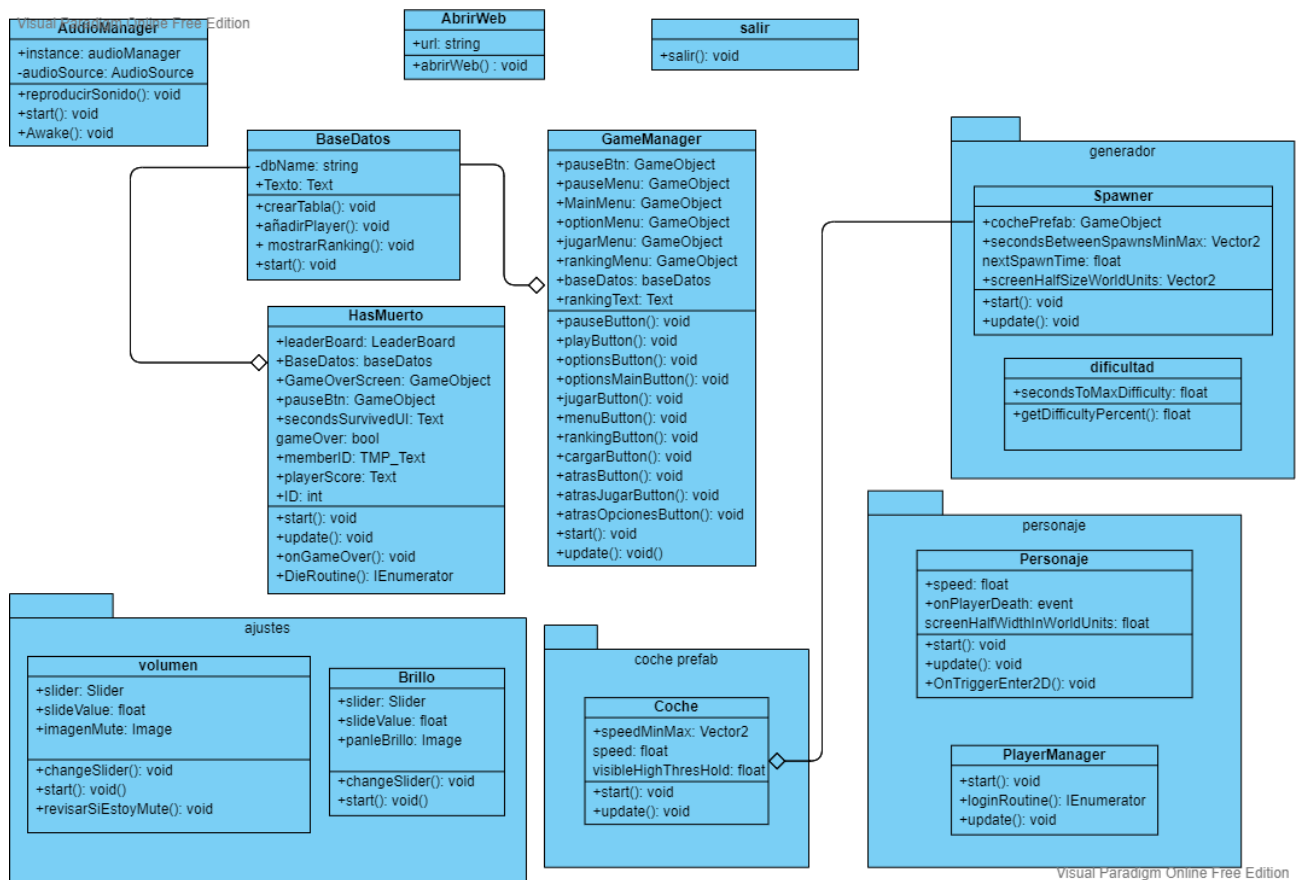 Visual Paradigm Online Free Edition
AudioManager
+instance: audioManager
-audioSource: AudioSource
+reproducirSonido(): void
+start(): void
+Awake(): void
AbrirWeb
+url: string
+abrirWeb() : void
salir
+salir(): void
BaseDatos
-dbName: string
+Texto: Text
+crearTabla(): void
+añadirPlayer(): void
+ mostrarRanking(): void
+start(): void
GameManager
+pauseBtn: GameObject
+pauseMenu: GameObject
+MainMenu: GameObject
+optionMenu: GameObject
+jugarMenu: GameObject
+rankingMenu: GameObject
+baseDatos: baseDatos
+rankingText: Text
+pauseButton(): void
+playButton(): void
+optionsButton(): void
+optionsMainButton(): void
+jugarButton(): void
+menuButton(): void
+rankingButton(): void
+cargarButton(): void
+atrasButton(): void
+atrasJugarButton(): void
+atrasOpcionesButton(): void
+start(): void
+update(): void()
HasMuerto
+leaderBoard: LeaderBoard
+BaseDatos: baseDatos
+GameOverScreen: GameObject
+pauseBtn: GameObject
+secondsSurvivedUI: Text
gameOver: bool
+memberID: TMP_Text
+playerScore: Text
+ID: int
+start(): void
+update(): void
+onGameOver(): void
+DieRoutine(): IEnumerator
generador
Spawner
+cochePrefab: GameObject
+secondsBetweenSpawnsMinMax: Vector2
nextSpawnTime: float
+screenHalfSizeWorldUnits: Vector2
+start(): void
+update(): void
dificultad
+secondsToMaxDifficulty: float
+getDifficultyPercent(): float
personaje
Personaje
+speed: float
+onPlayerDeath: event
screenHalfWidthInWorldUnits: float
+start(): void
+update(): void
+OnTriggerEnter2D(): void
PlayerManager
+start(): void
+loginRoutine(): IEnumerator
+update(): void
ajustes
volumen
+slider: Slider
+slideValue: float
+imagenMute: Image
+changeSlider(): void
+start(): void()
+revisarSiEstoyMute(): void
Brillo
+slider: Slider
+slideValue: float
+panleBrillo: Image
+changeSlider(): void
+start(): void()
coche prefab
Coche
+speedMinMax: Vector2
speed: float
visibleHighThresHold: float
+start(): void
+update(): void
Visual Paradigm Online Free Edition